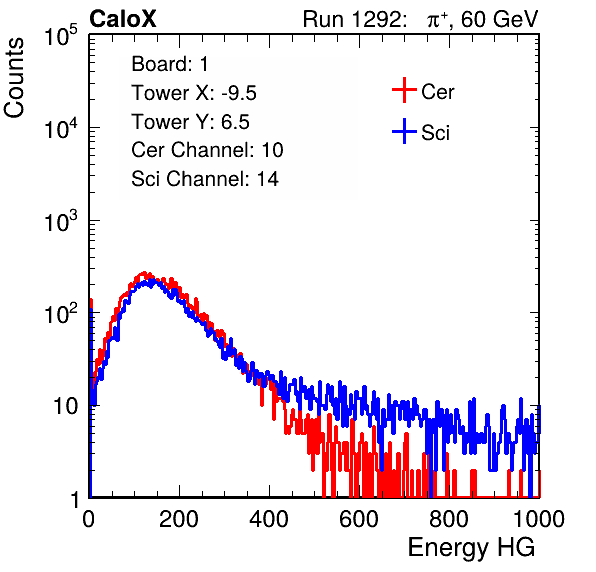 CaloX Run 1292: π⁺, 60 GeV
Counts
Board: 1
Tower X: -9.5
Tower Y: 6.5
Cer Channel: 10
Sci Channel: 14
Cer
Sci
10⁵
10⁴
10³
10²
10
1
0 200 400 600 800 1000
Energy HG